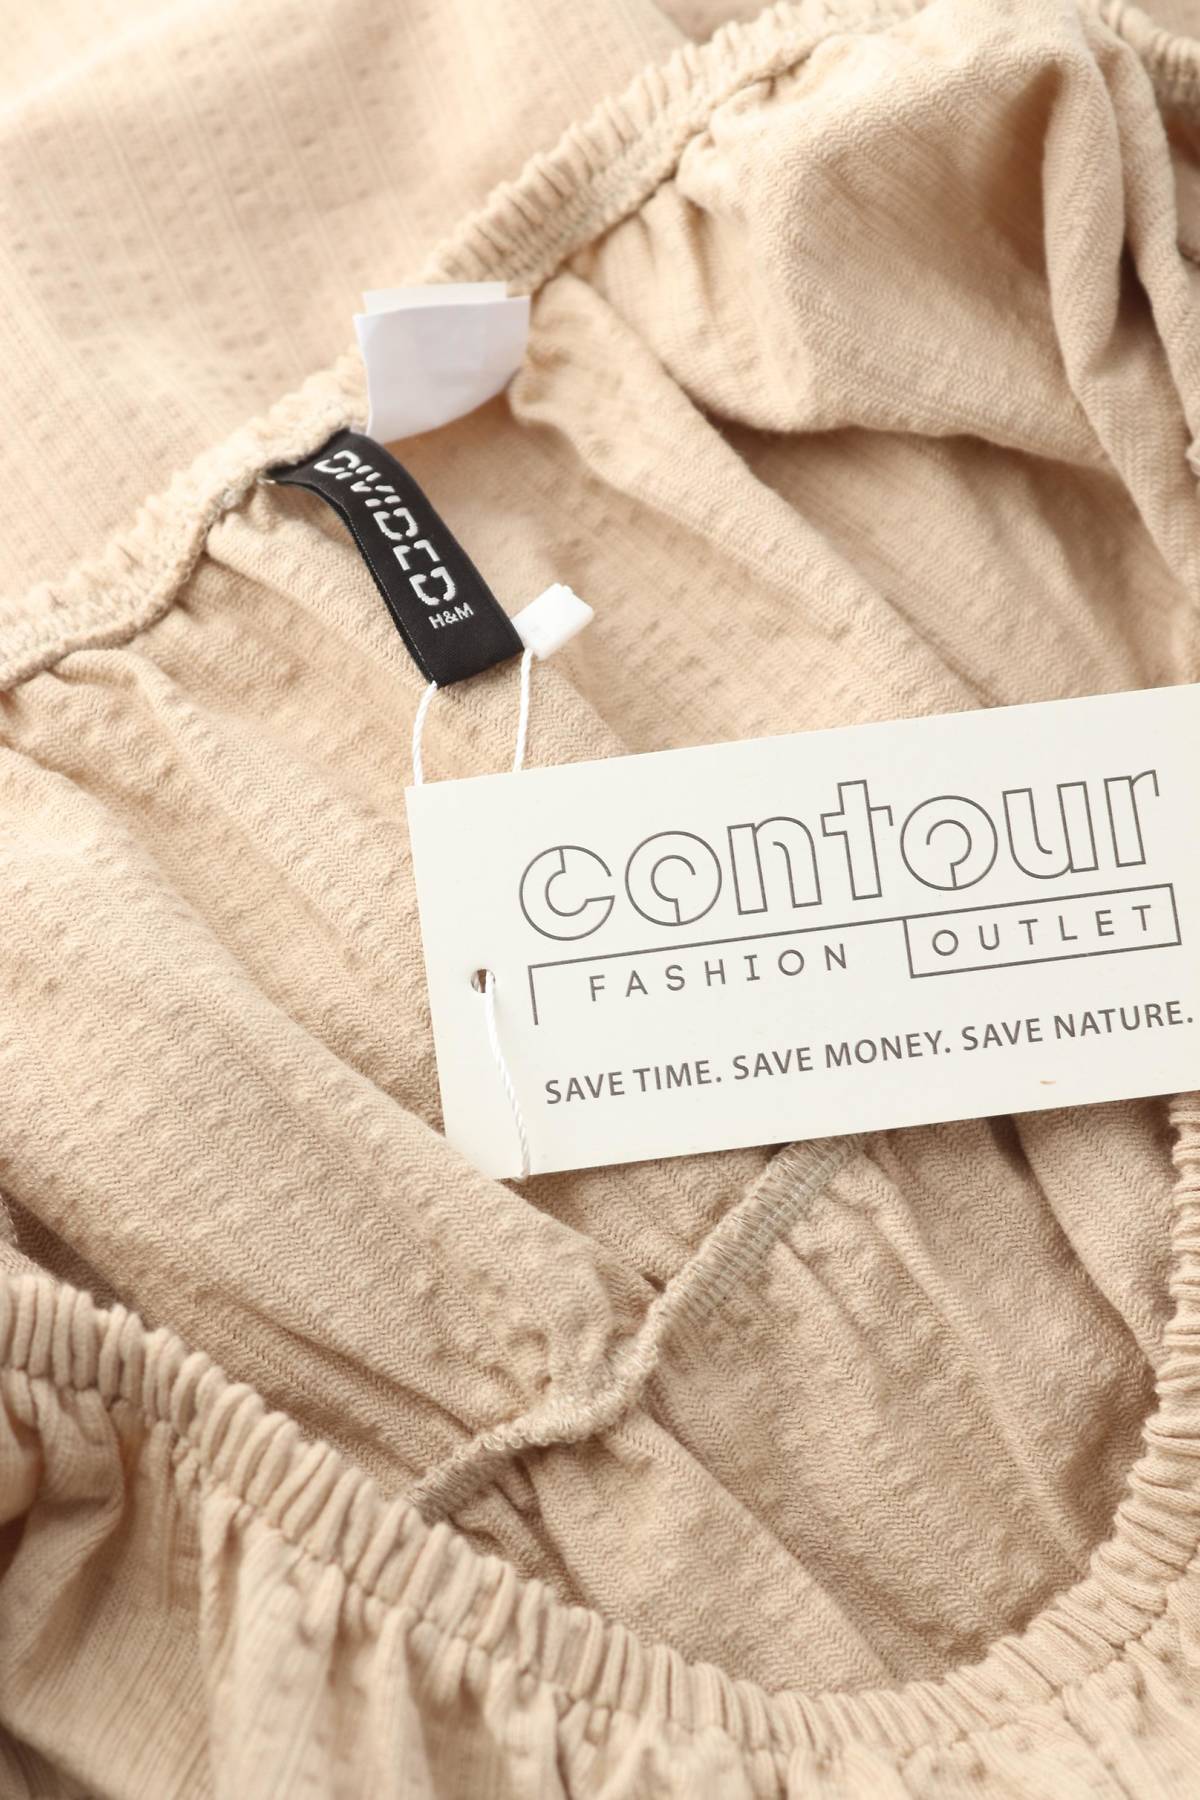 DIVIDED
H&M
contour
FASHION OUTLET
SAVE TIME. SAVE MONEY. SAVE NATURE.